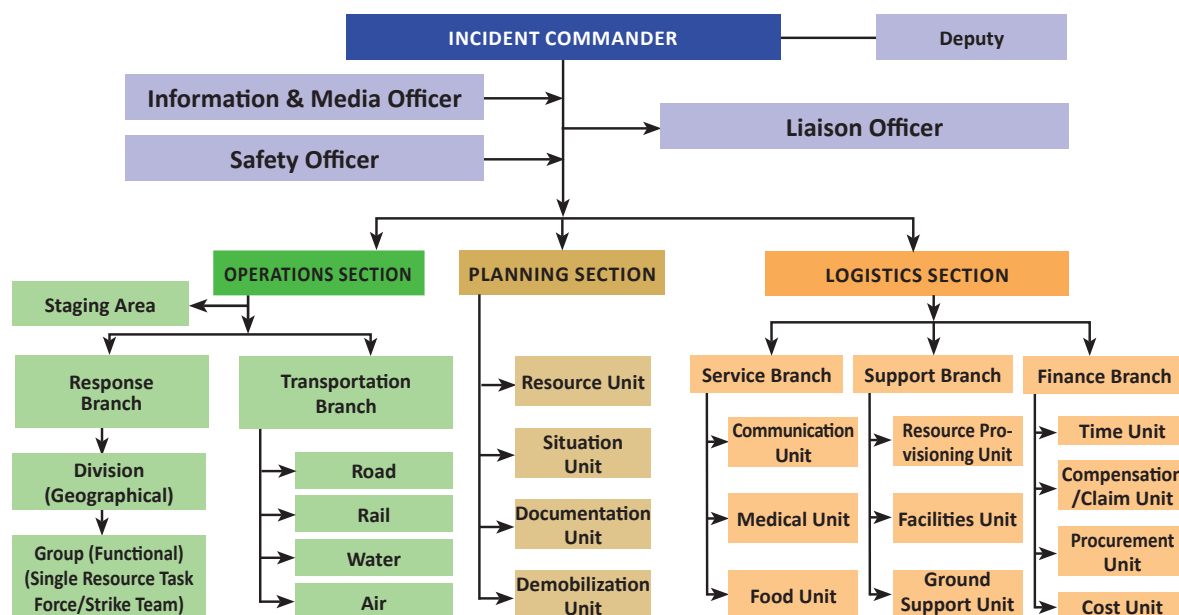 INCIDENT COMMANDER
Deputy
Information & Media Officer
Liaison Officer
Safety Officer
OPERATIONS SECTION
PLANNING SECTION
LOGISTICS SECTION
Staging Area
Response
Branch
Transportation
Branch
Division
(Geographical)
Group (Functional)
(Single Resource Task
Force/Strike Team)
Road
Rail
Water
Air
Resource Unit
Situation
Unit
Documentation
Unit
Demobilization
Unit
Service Branch
Support Branch
Finance Branch
Communication
Unit
Medical Unit
Food Unit
Resource Pro-
visioning Unit
Facilities Unit
Ground
Support Unit
Time Unit
Compensation
/Claim Unit
Procurement
Unit
Cost Unit